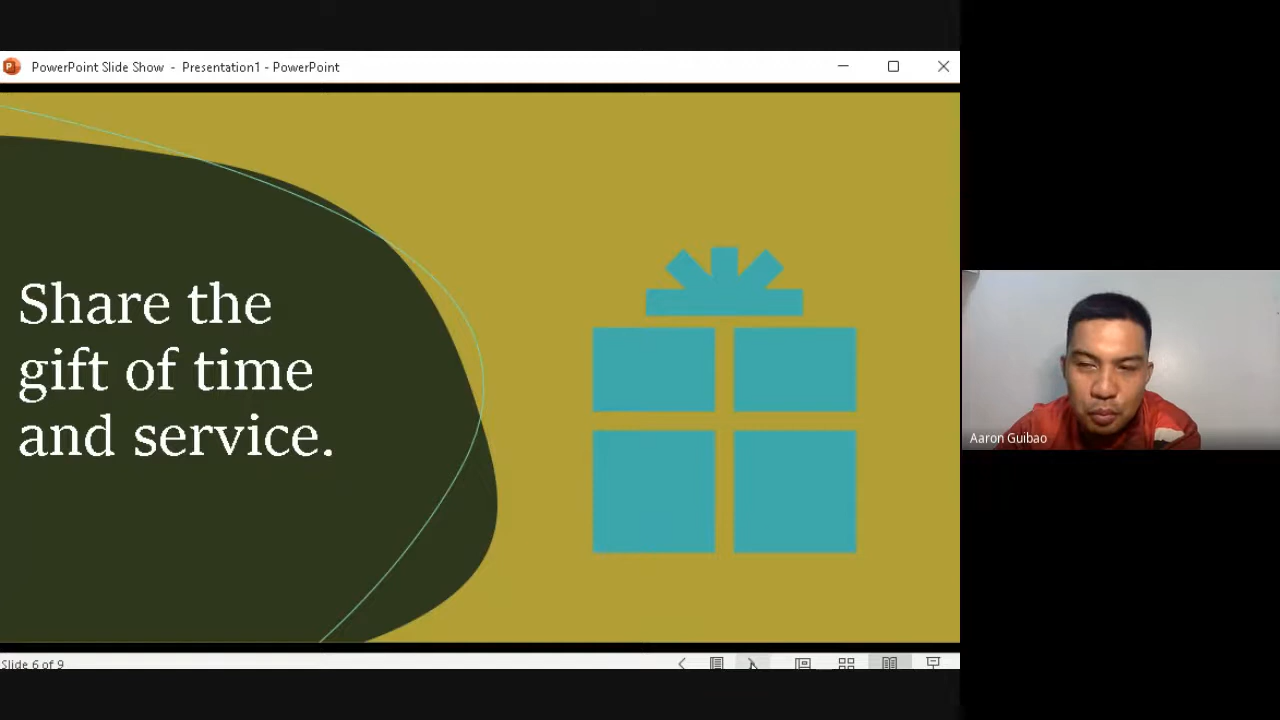 PowerPoint Slide Show - Presentation1 - PowerPoint
Share the
gift of time
and service.
Aaron Guibao
Slide 6 of 9